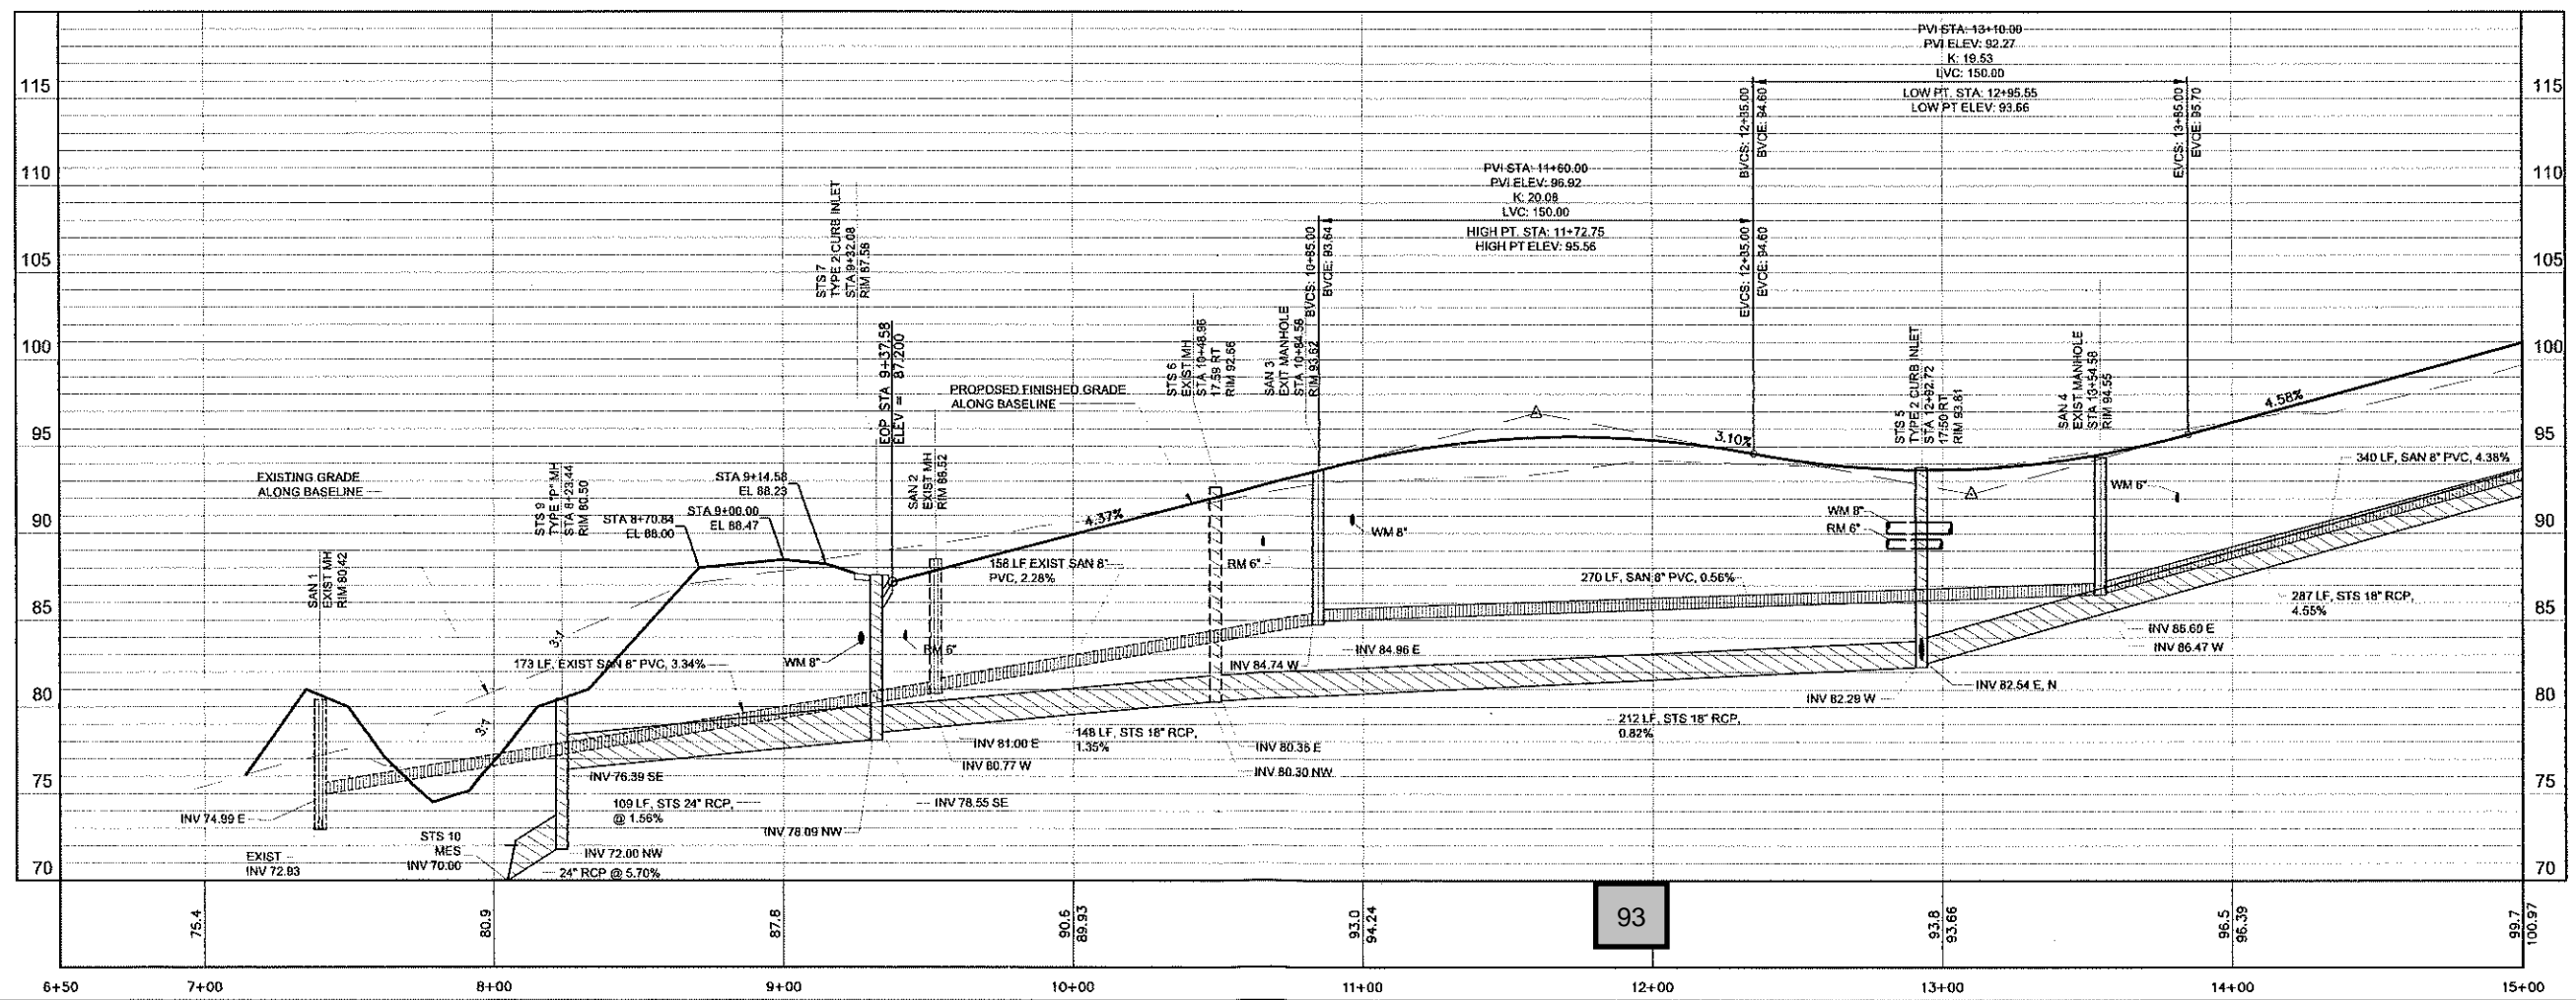 PVI STA: 13+10.00
PVI ELEV: 92.27
K: 19.53
LVC: 150.00
LOW PT. STA: 12+95.55
LOW PT ELEV: 93.66
BVCS: 12+35.00
BVCE: 94.60
EVCS: 13+85.00
EVCE: 95.70
PVI STA: 11+60.00
PVI ELEV: 96.92
K: 20.08
LVC: 150.00
HIGH PT. STA: 11+72.75
HIGH PT ELEV: 95.56
BVCS: 10+85.00
BVCE: 93.64
EVCS: 12+35.00
EVCE: 94.60
115
110
105
100
95
90
85
80
75
70
115
110
105
100
95
90
85
80
75
70
STS 7
TYPE 2 CURB INLET
STA 9+32.08
RIM 87.58
EOP STA 9+37.58
ELEV = 87.200
SAN 2
EXIST MH
RIM 88.52
PROPOSED FINISHED GRADE
ALONG BASELINE
STS 6
EXIST MH
STA 10+48.96
17.59 RT
RIM 92.66
SAN 3
EXIT MANHOLE
STA 10+84.58
RIM 93.62
STS 5
TYPE 2 CURB INLET
STA 12+92.72
17.50 RT
RIM 93.81
SAN 4
EXIST MANHOLE
STA 13+54.58
RIM 94.55
EXISTING GRADE
ALONG BASELINE
SAN 1
EXIST MH
RIM 80.42
STS 9
TYPE "P" MH
STA 8+23.44
RIM 80.50
STA 8+70.84
EL 88.00
STA 9+00.00
EL 88.47
STA 9+14.58
EL 88.23
3:1
3:1
4.37%
3.10%
4.58%
340 LF, SAN 8" PVC, 4.38%
WM 6"
WM 8"
RM 6"
WM 8"
RM 6"
WM 8"
RM 6"
158 LF EXIST SAN 8"
PVC, 2.28%
173 LF, EXIST SAN 8" PVC, 3.34%
270 LF, SAN 8" PVC, 0.56%
287 LF, STS 18" RCP,
4.55%
INV 86.47 W
INV 84.96 E
INV 84.74 W
INV 82.29 W
INV 82.54 E, N
212 LF, STS 18" RCP,
0.82%
INV 81.00 E
INV 80.77 W
148 LF, STS 18" RCP,
1.35%
INV 80.30 NW
INV 76.39 SE
109 LF, STS 24" RCP,
@ 1.56%
INV 78.55 SE
INV 78.09 NW
INV 74.99 E
EXIST
INV 72.93
STS 10
MES
INV 70.00
INV 72.00 NW
24" RCP @ 5.70%
75.4
80.9
87.8
90.6
89.93
93.0
94.24
93
93.8
93.66
96.5
96.39
99.7
100.97
6+50
7+00
8+00
9+00
10+00
11+00
12+00
13+00
14+00
15+00